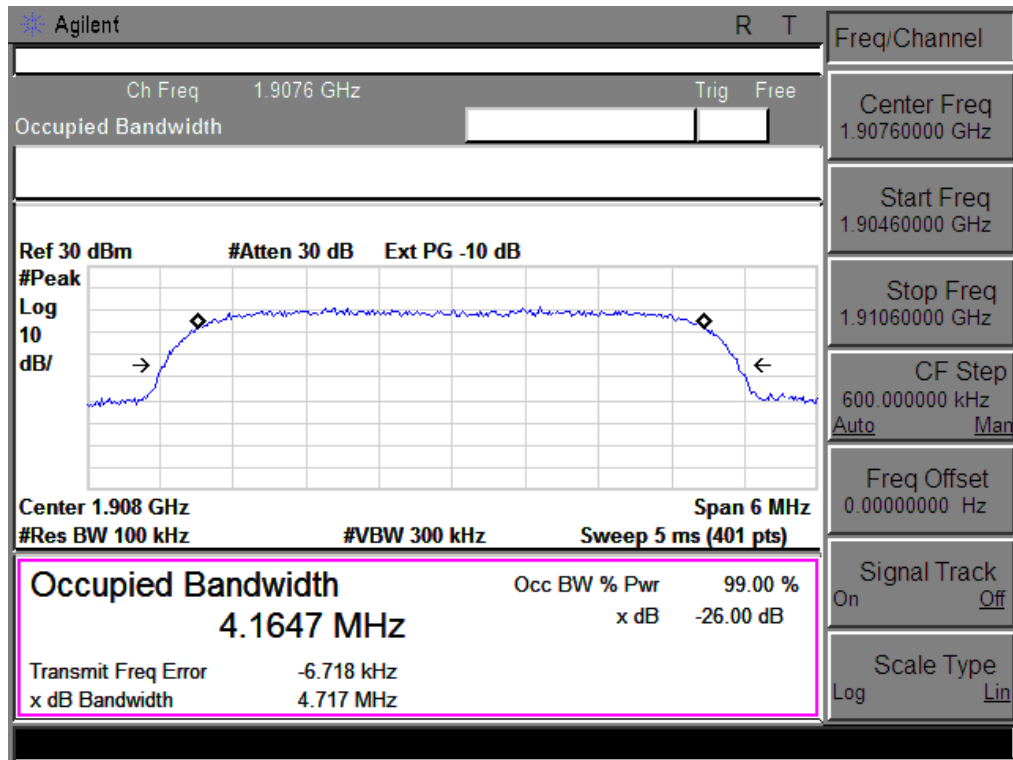 Agilent R T
Ch Freq 1.9076 GHz Trig Free
Occupied Bandwidth
Ref 30 dBm #Atten 30 dB Ext PG -10 dB
#Peak
Log
10
dB/
Center 1.908 GHz Span 6 MHz
#Res BW 100 kHz #VBW 300 kHz Sweep 5 ms (401 pts)
Occupied Bandwidth
4.1647 MHz
Occ BW % Pwr 99.00 %
x dB -26.00 dB
Transmit Freq Error -6.718 kHz
x dB Bandwidth 4.717 MHz
Freq/Channel
Center Freq
1.90760000 GHz
Start Freq
1.90460000 GHz
Stop Freq
1.91060000 GHz
CF Step
600.000000 kHz
Auto Man
Freq Offset
0.00000000 Hz
Signal Track
On Off
Scale Type
Log Lin